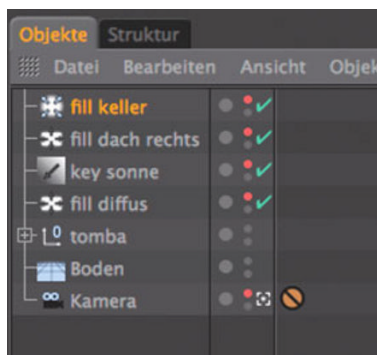 Objekte Struktur
Datei Bearbeiten Ansicht Objek
fill keller
fill dach rechts
key sonne
fill diffus
tomba
Boden
Kamera